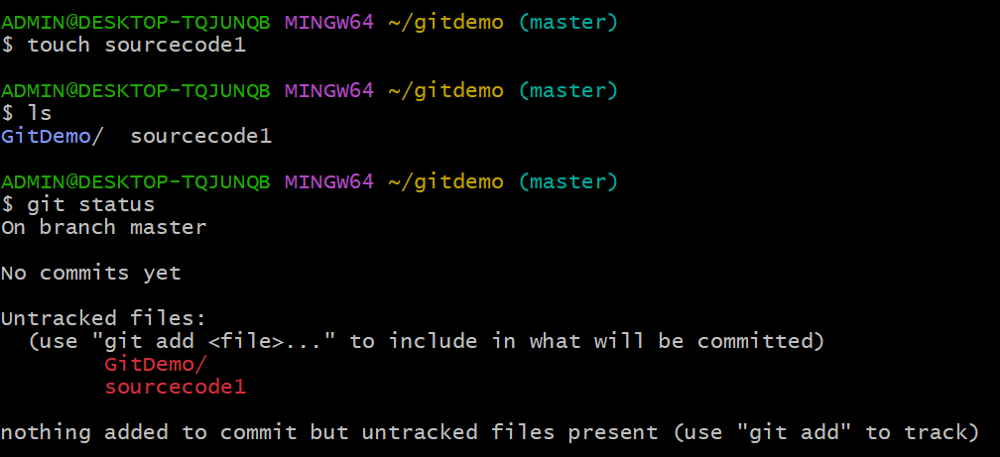 ADMIN@DESKTOP-TQJUNQB MINGW64 ~/gitdemo (master)
$ touch sourcecode1
ADMIN@DESKTOP-TQJUNQB MINGW64 ~/gitdemo (master)
$ ls
GitDemo/  sourcecode1
ADMIN@DESKTOP-TQJUNQB MINGW64 ~/gitdemo (master)
$ git status
On branch master
No commits yet
Untracked files:
  (use "git add <file>..." to include in what will be committed)
        GitDemo/
        sourcecode1
nothing added to commit but untracked files present (use "git add" to track)